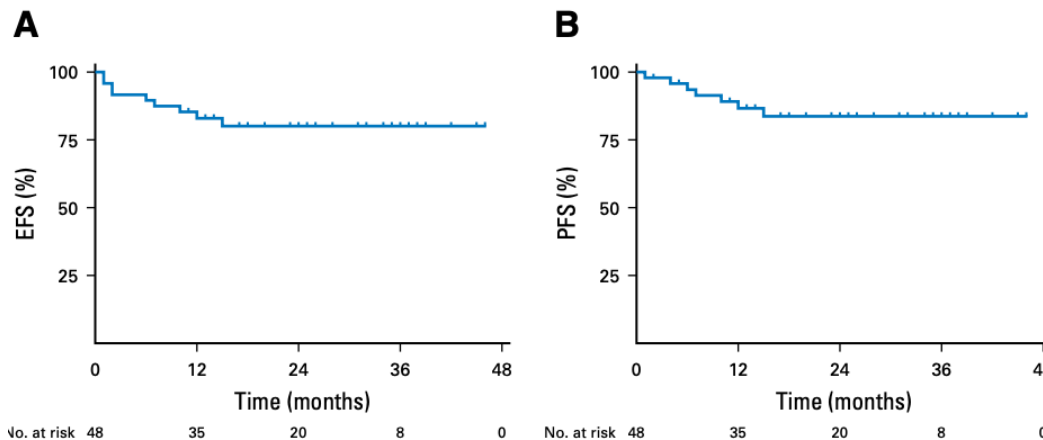 A
100
75
50
25
EFS (%)
0 12 24 36 48
Time (months)
No. at risk 48 35 20 8 0
B
100
75
50
25
PFS (%)
0 12 24 36 4
Time (months)
No. at risk 48 35 20 8